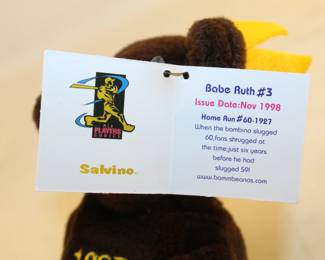 ALL
PLAYERS
CHOICE
Salvino
Babe Ruth #3
Issue Date:Nov 1998
Home Run #60-1927
When the bambino slugged
60,fans shrugged at
the time;just six years
before he had
slugged 59!
www.bammbeanos.com